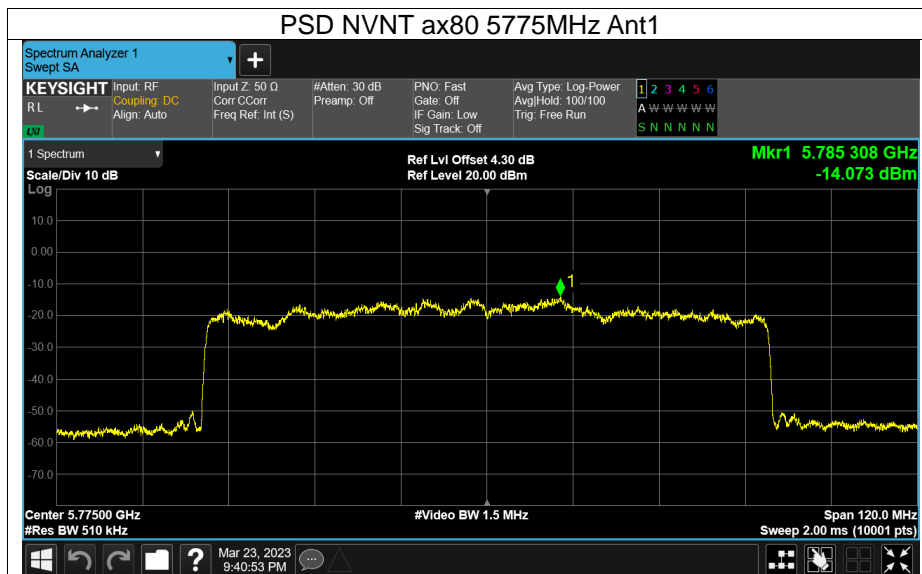 PSD NVNT ax80 5775MHz Ant1
Spectrum Analyzer 1
Swept SA
+
KEYSIGHT
R L
LXI
Input: RF
Coupling: DC
Align: Auto
Input Z: 50 Ω
Corr CCorr
Freq Ref: Int (S)
#Atten: 30 dB
Preamp: Off
PNO: Fast
Gate: Off
IF Gain: Low
Sig Track: Off
Avg Type: Log-Power
Avg|Hold: 100/100
Trig: Free Run
1 2 3 4 5 6
A W W W W W
S N N N N N
1 Spectrum
Scale/Div 10 dB
Ref Lvl Offset 4.30 dB
Ref Level 20.00 dBm
Mkr1 5.785 308 GHz
-14.073 dBm
Log
10.0
0.00
-10.0
-20.0
-30.0
-40.0
-50.0
-60.0
-70.0
1
Center 5.77500 GHz
#Res BW 510 kHz
#Video BW 1.5 MHz
Span 120.0 MHz
Sweep 2.00 ms (10001 pts)
?
Mar 23, 2023
9:40:53 PM